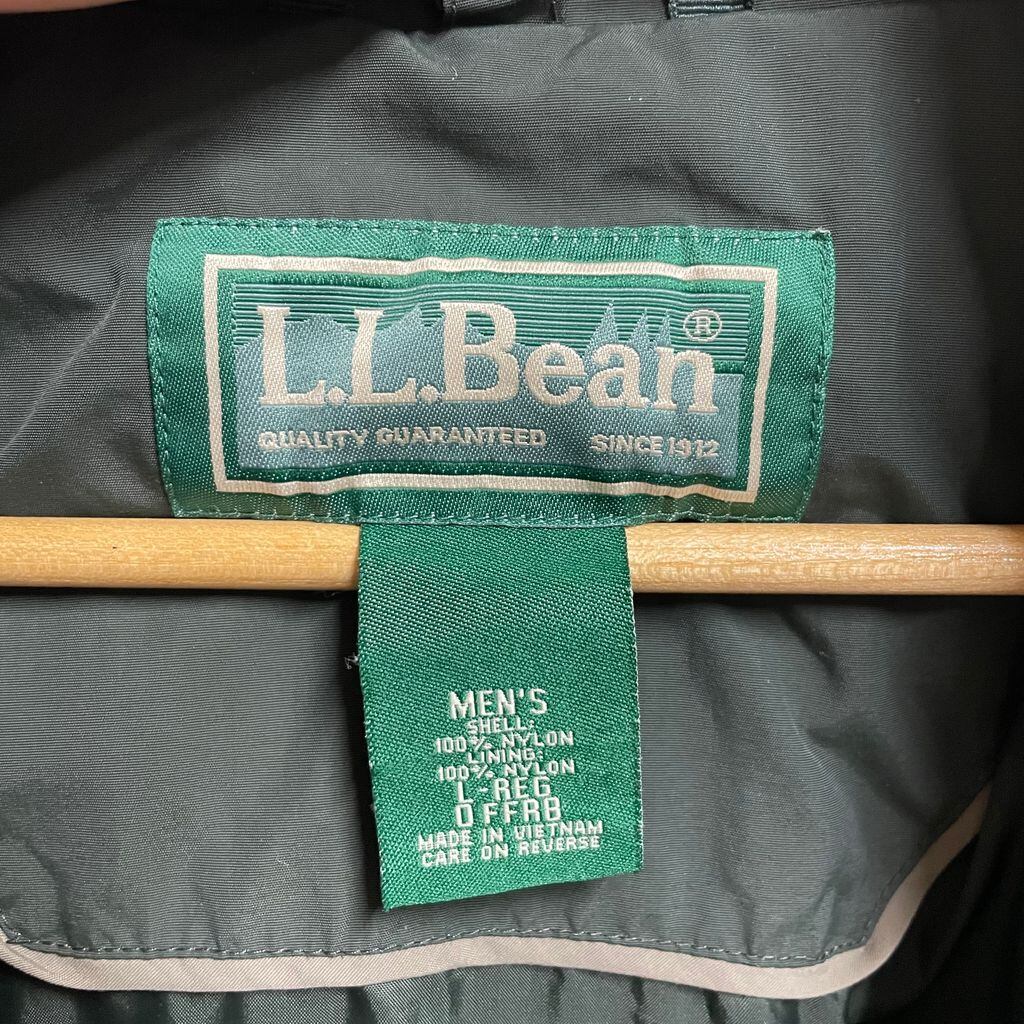 L.L.Bean®
QUALITY GUARANTEED SINCE 1912
MEN'S
SHELL:
100% NYLON
LINING:
100% NYLON
L-REG
0FFRB
MADE IN VIETNAM
CARE ON REVERSE